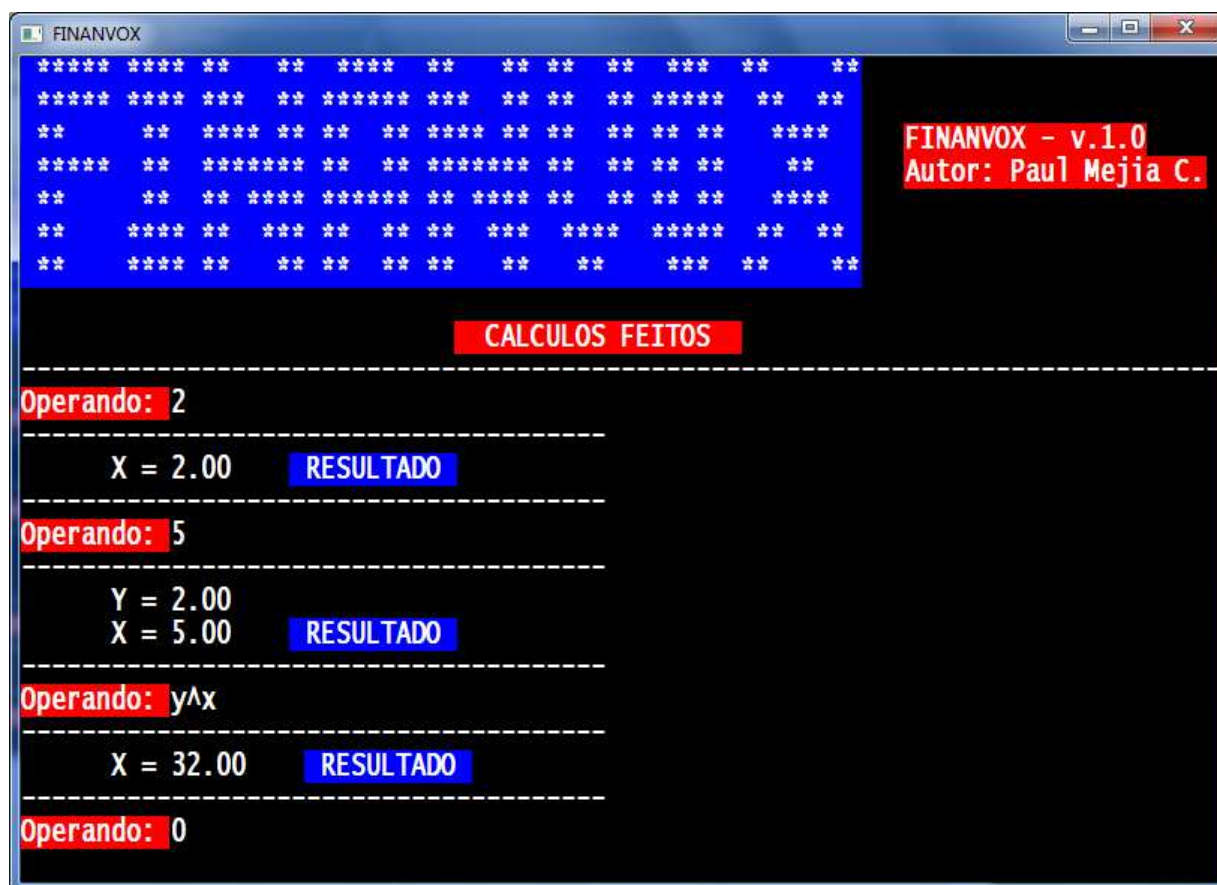 FINANVOX
FINANVOX
FINANVOX - v.1.0
Autor: Paul Mejia C.
CALCULOS FEITOS
Operando: 2
X = 2.00 RESULTADO
Operando: 5
Y = 2.00
X = 5.00 RESULTADO
Operando: y^x
X = 32.00 RESULTADO
Operando: 0